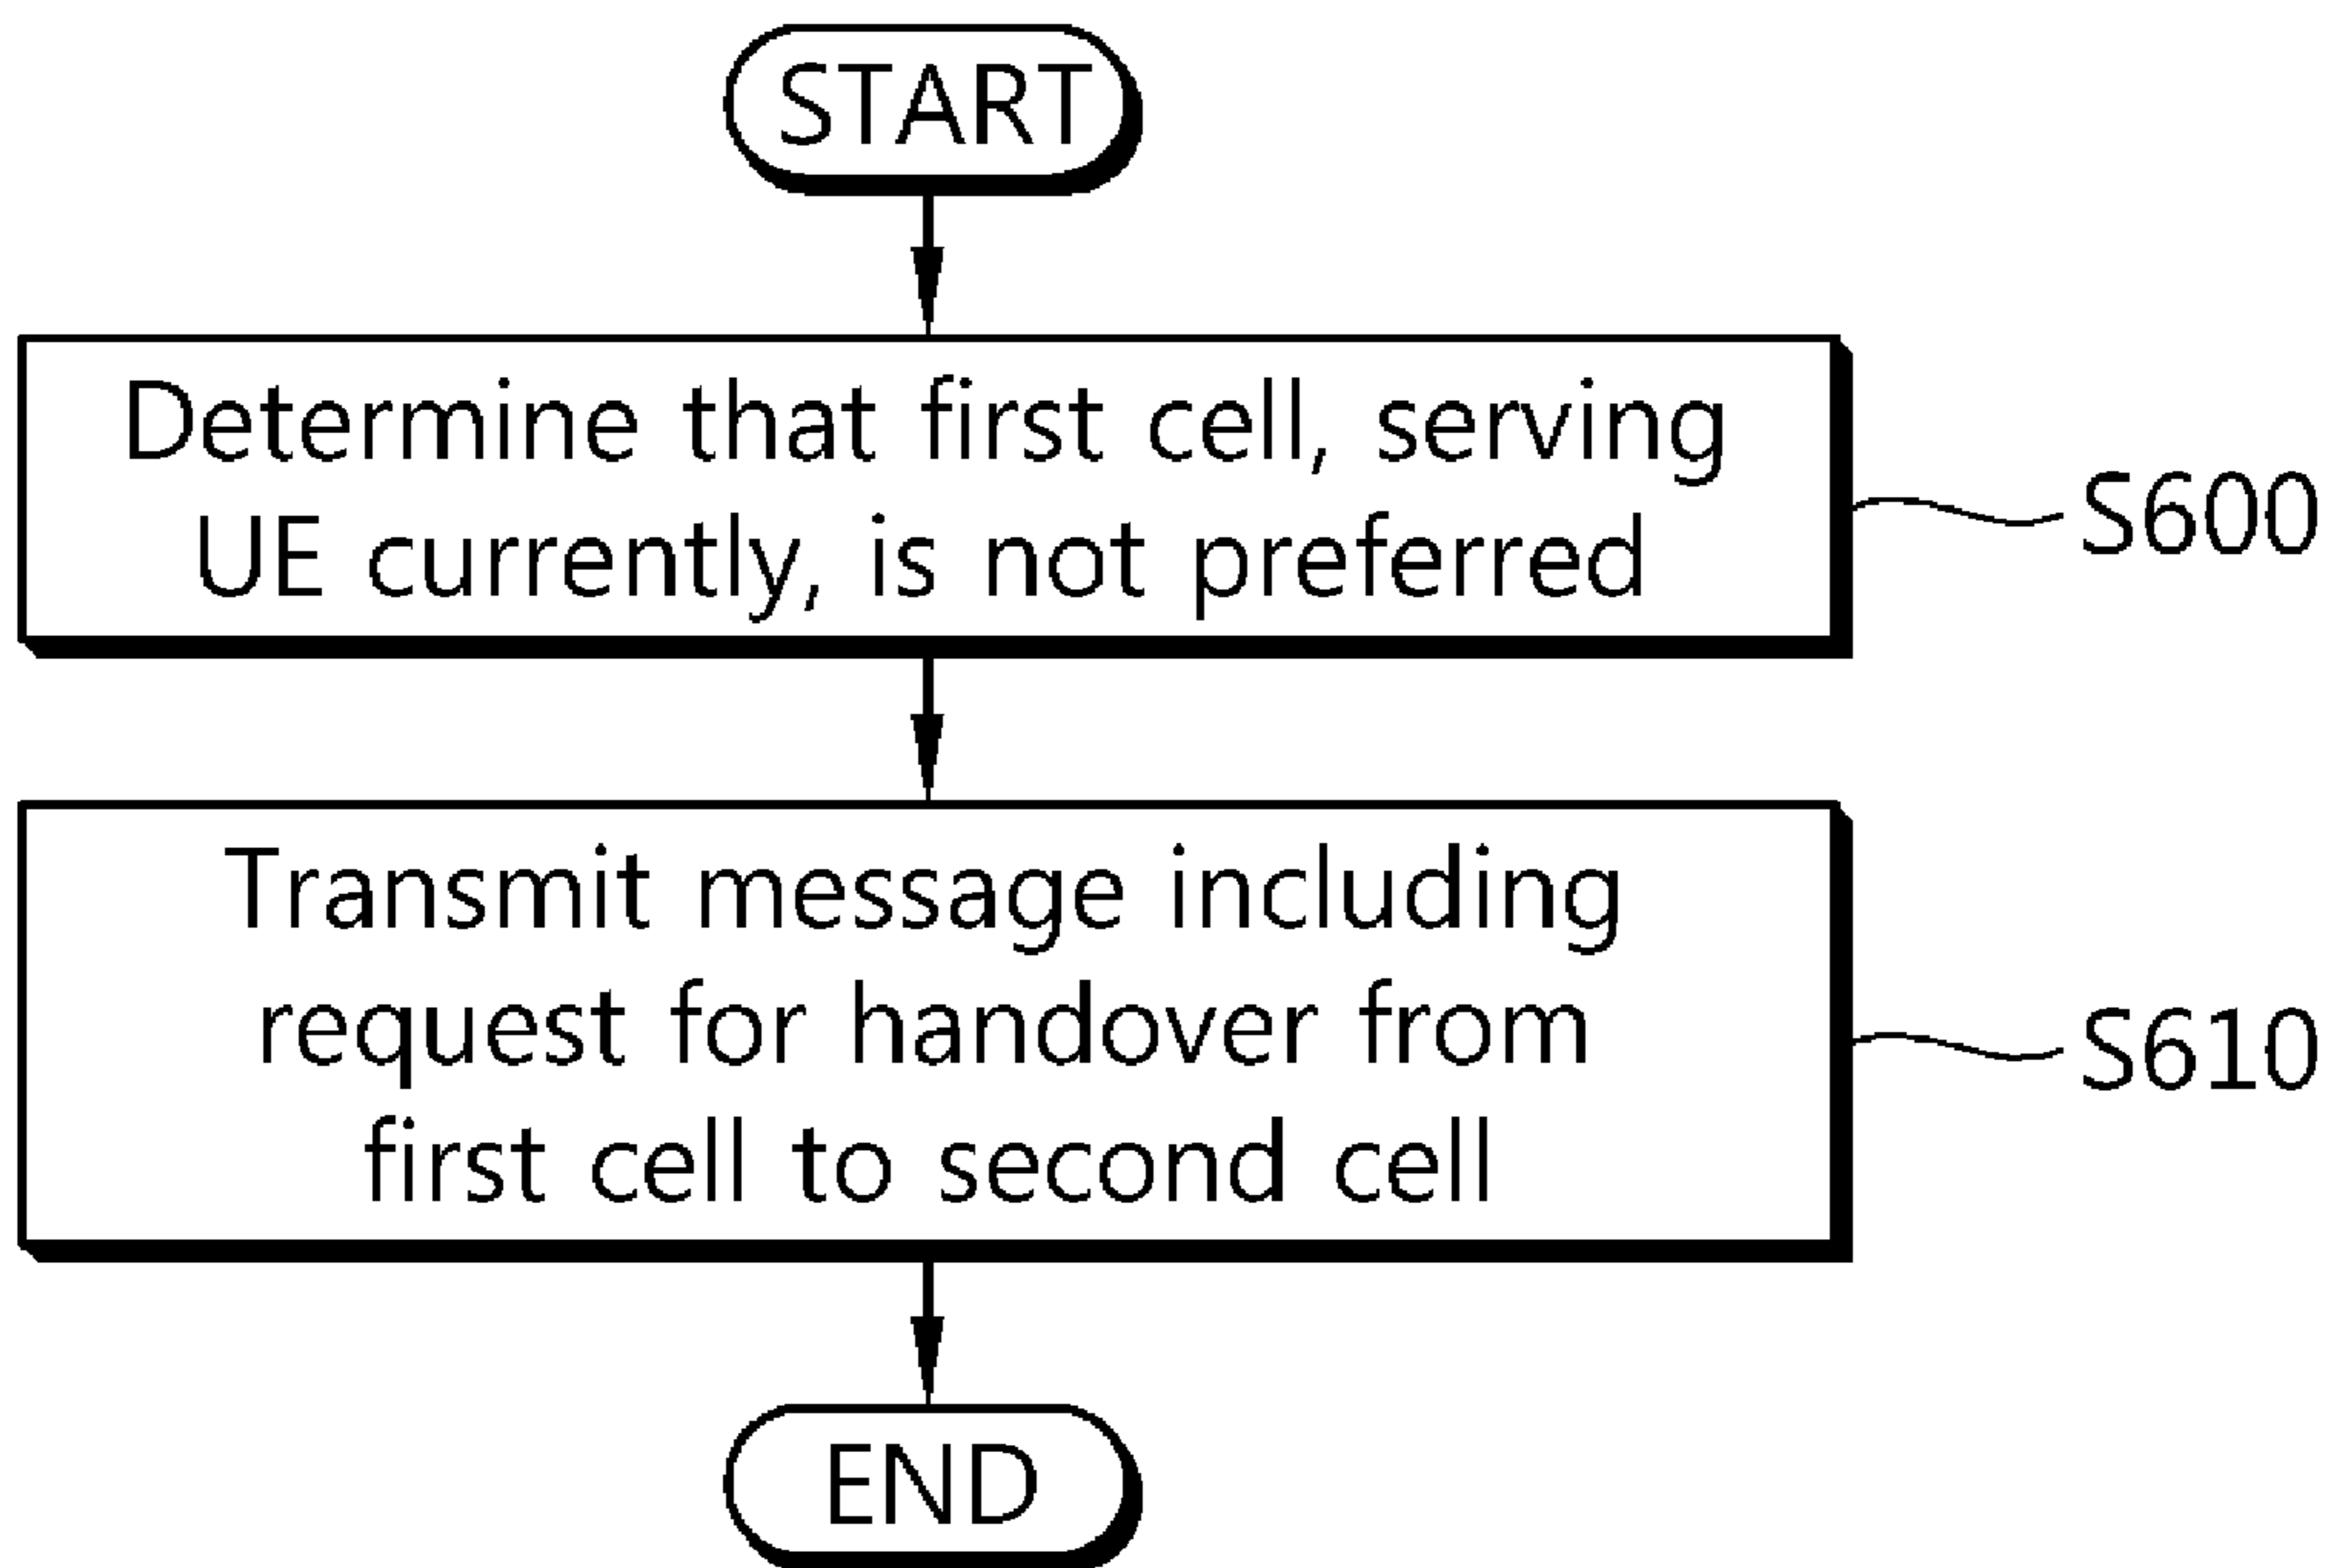 START
Determine that first cell, serving
UE currently, is not preferred
S600
Transmit message including
request for handover from
first cell to second cell
S610
END